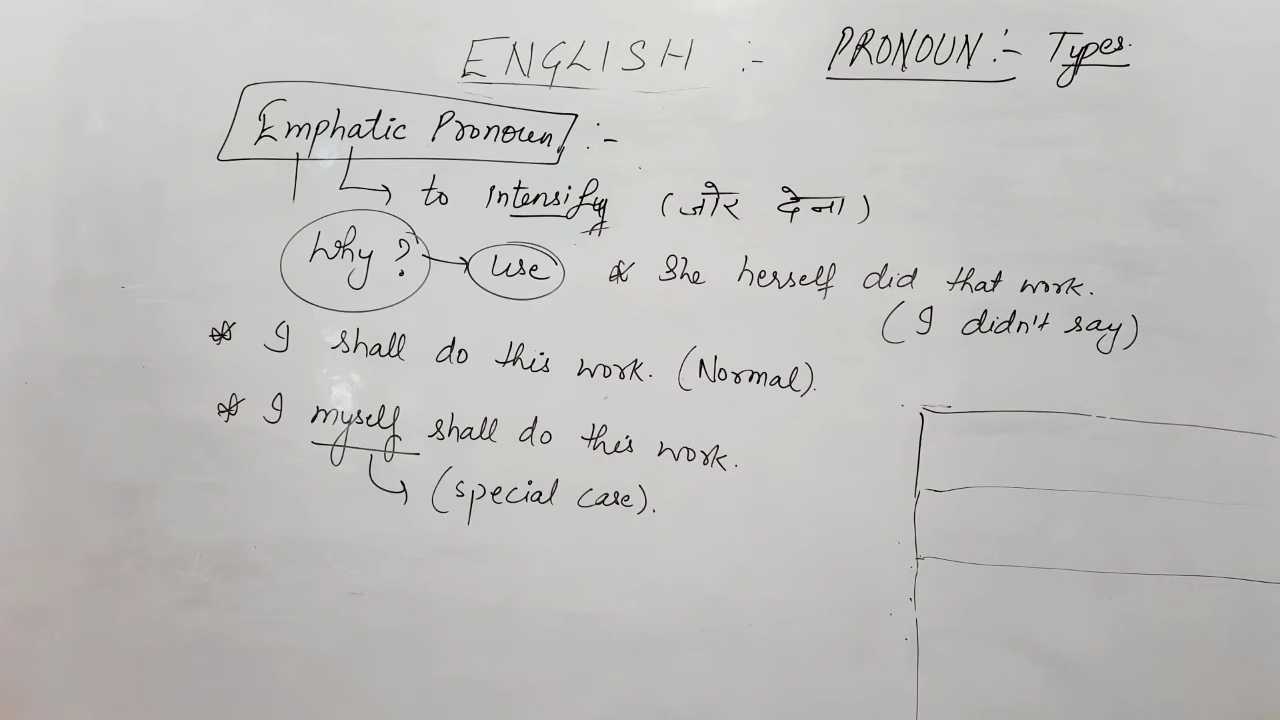 ENGLISH :- PRONOUN :- Types.
Emphatic Pronoun :-
to intensify (जोर देना)
Why? → use * She herself did that work.
(I didn't say)
* I shall do this work. (Normal).
* I myself shall do this work.
(special case).